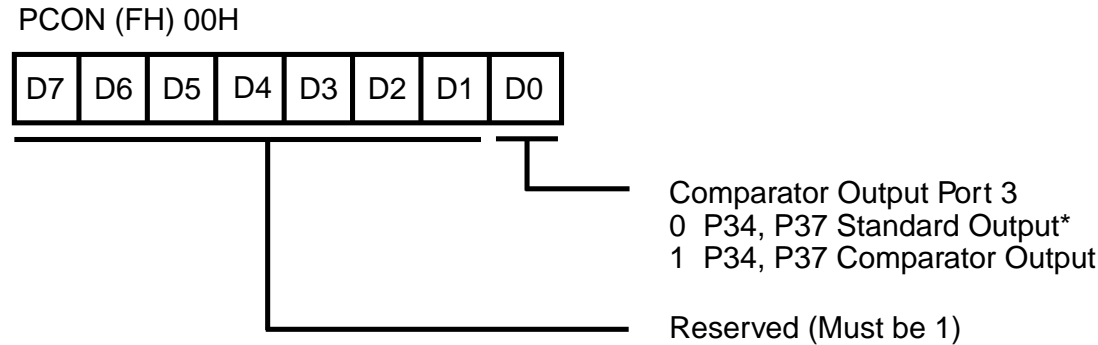 PCON (FH) 00H
D7 D6 D5 D4 D3 D2 D1 D0
Comparator Output Port 3
0 P34, P37 Standard Output*
1 P34, P37 Comparator Output
Reserved (Must be 1)